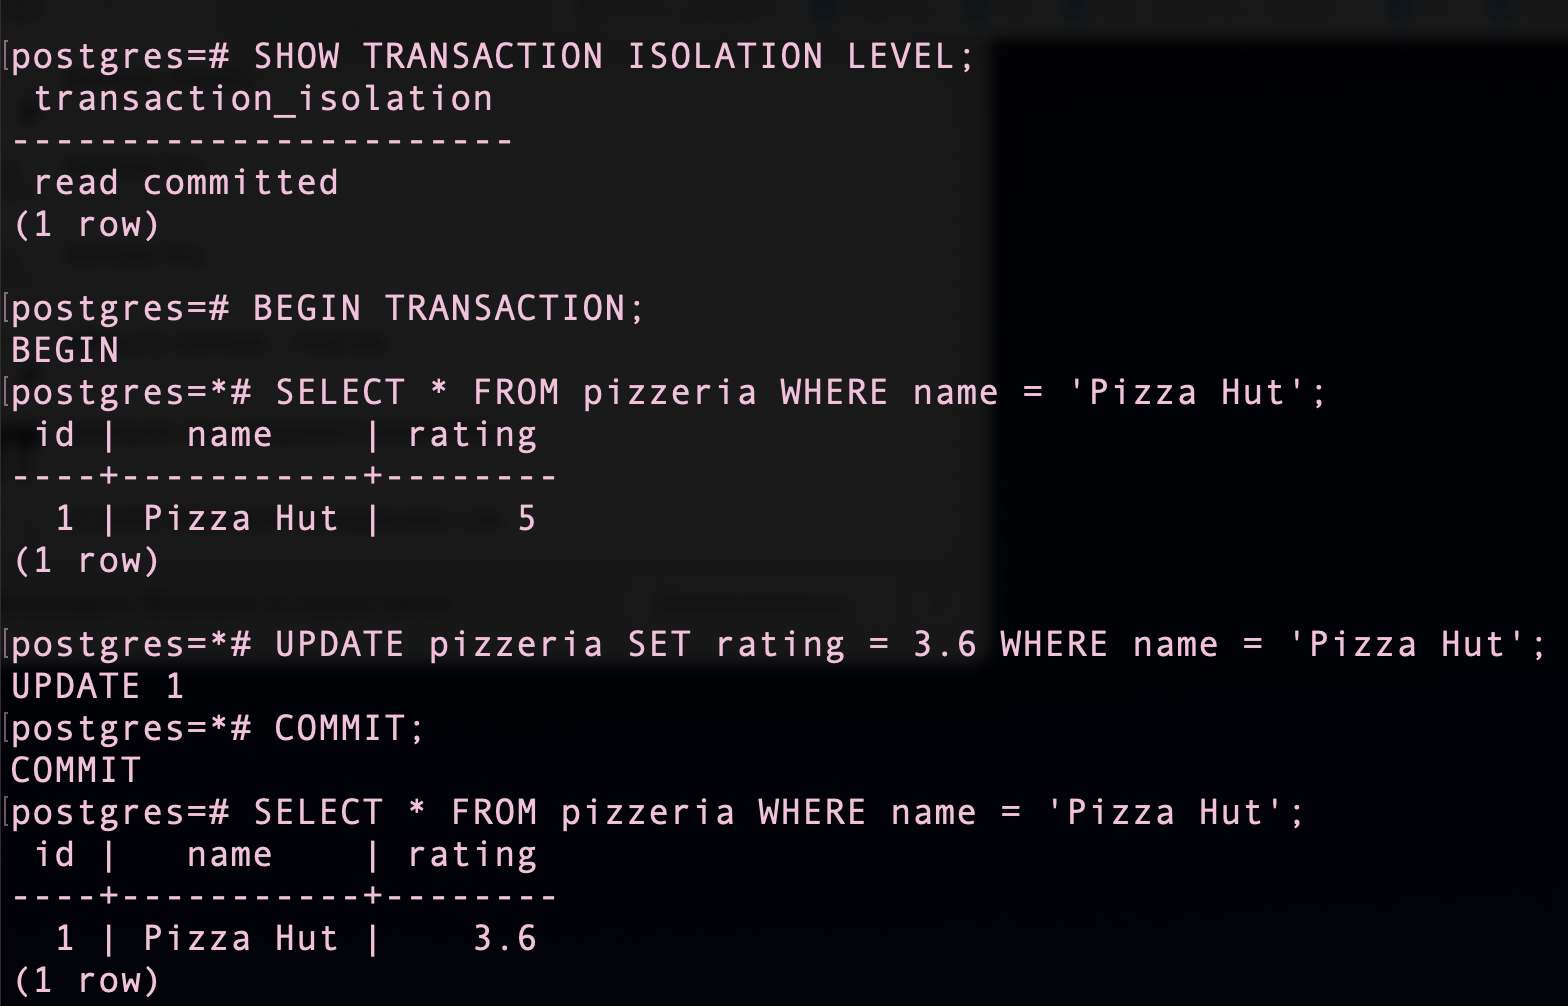 postgres=# SHOW TRANSACTION ISOLATION LEVEL;
 transaction_isolation
-----------------------
 read committed
(1 row)

postgres=# BEGIN TRANSACTION;
BEGIN
postgres=*# SELECT * FROM pizzeria WHERE name = 'Pizza Hut';
 id |   name    | rating
----+-----------+--------
  1 | Pizza Hut |      5
(1 row)

postgres=*# UPDATE pizzeria SET rating = 3.6 WHERE name = 'Pizza Hut';
UPDATE 1
postgres=*# COMMIT;
COMMIT
postgres=# SELECT * FROM pizzeria WHERE name = 'Pizza Hut';
 id |   name    | rating
----+-----------+--------
  1 | Pizza Hut |    3.6
(1 row)